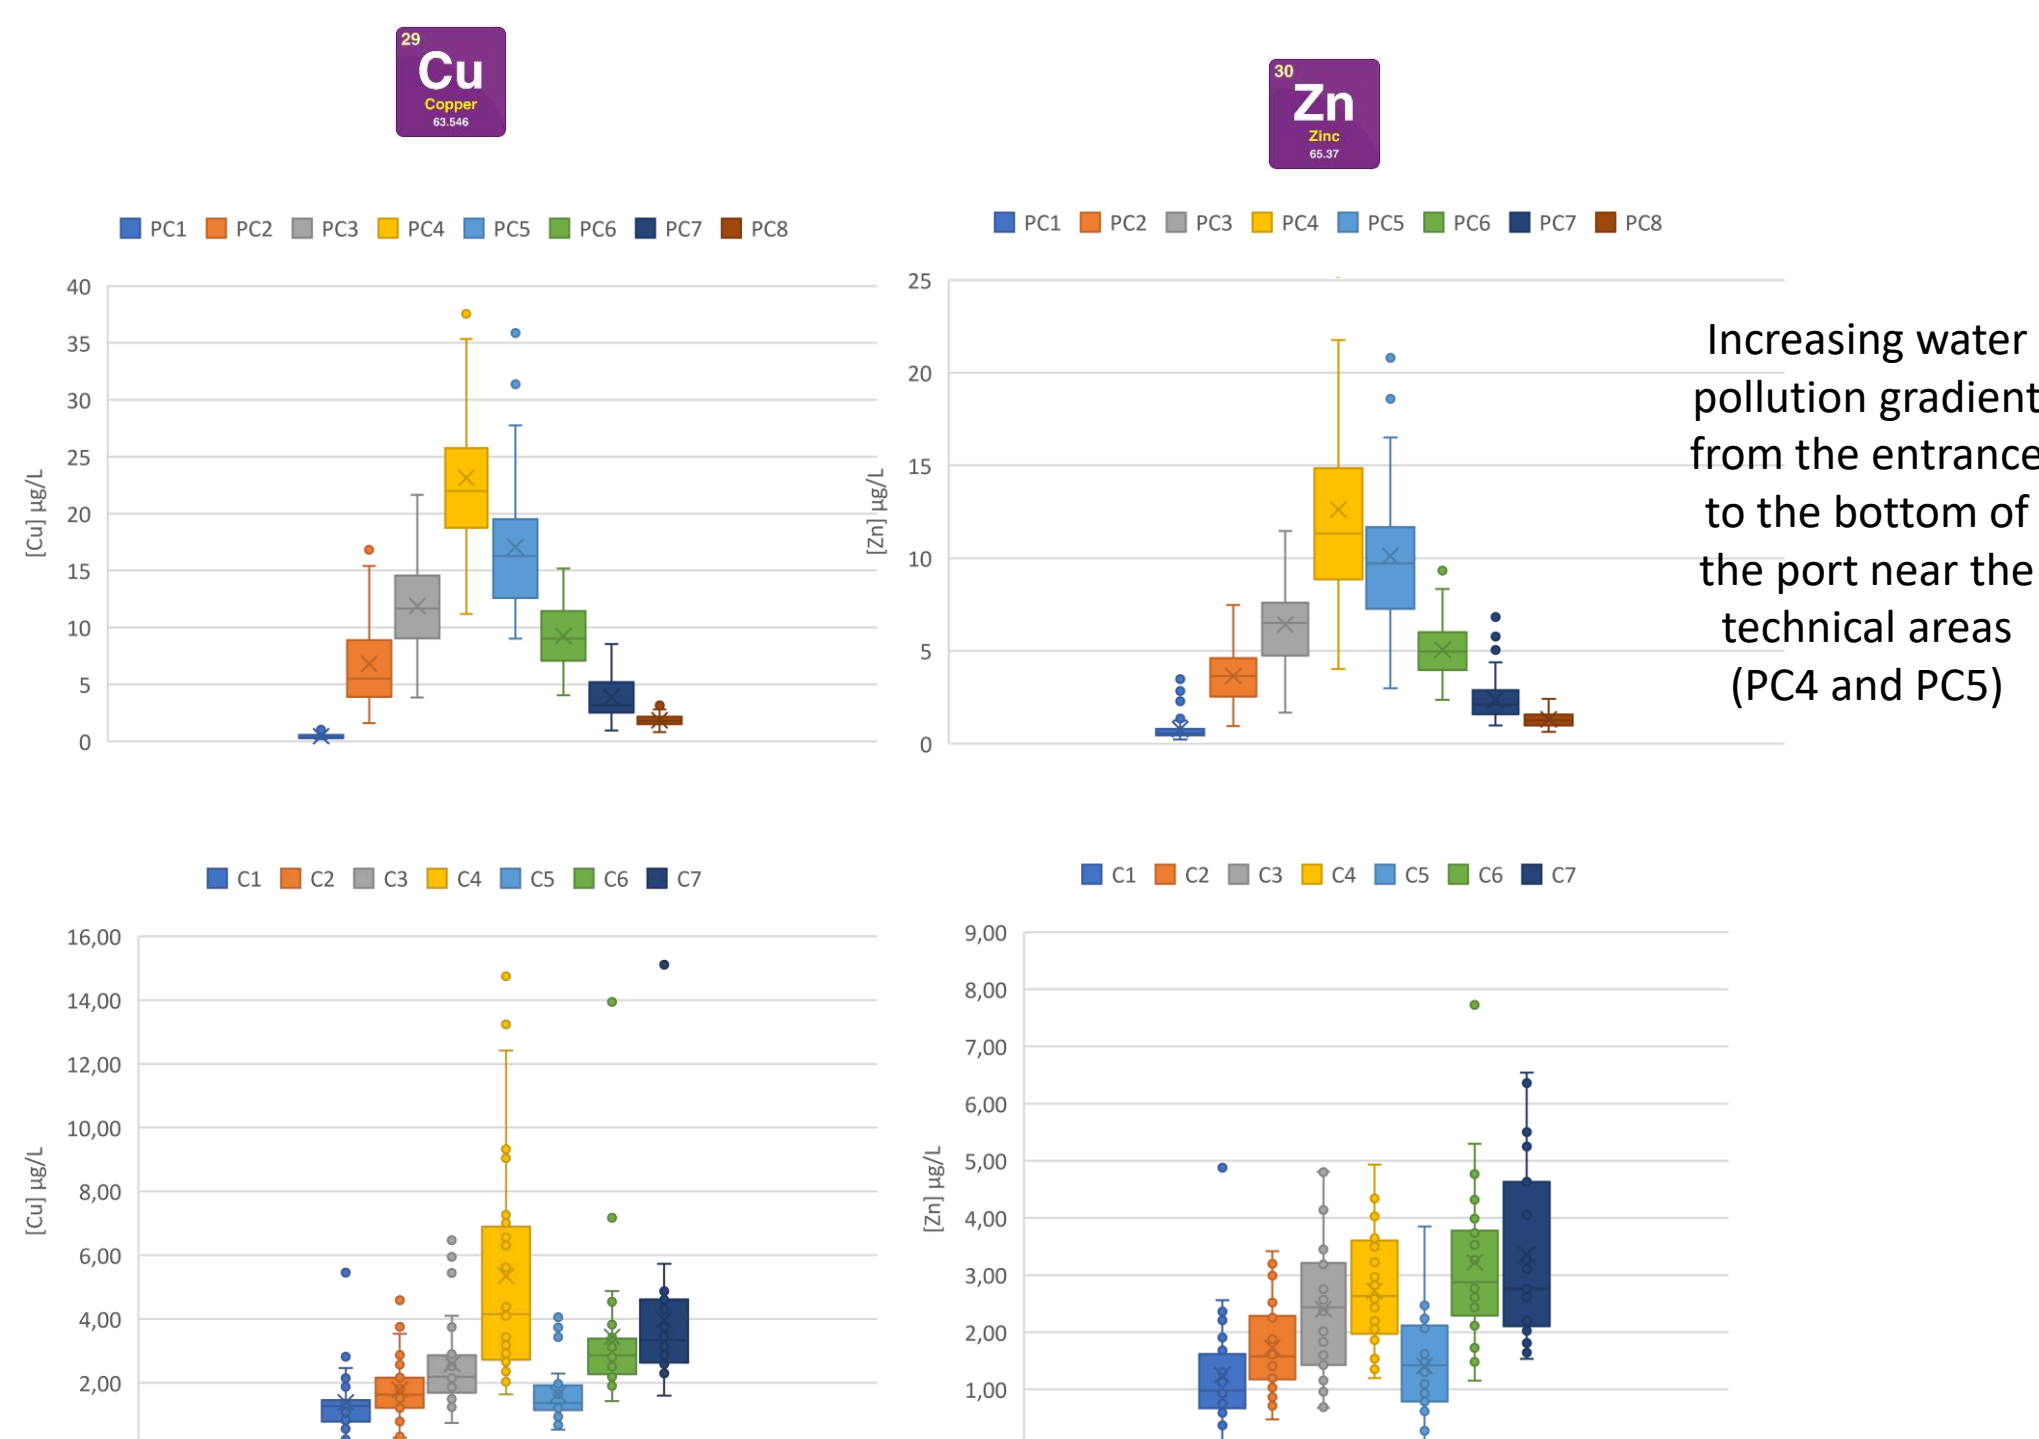 29
Cu
Copper
63.546
30
Zn
Zinc
65.37
PC1 PC2 PC3 PC4 PC5 PC6 PC7 PC8
40
35
30
25
20
15
10
5
0
[Cu] µg/L
PC1 PC2 PC3 PC4 PC5 PC6 PC7 PC8
25
20
15
10
5
0
[Zn] µg/L
Increasing water
pollution gradient
from the entrance
to the bottom of
the port near the
technical areas
(PC4 and PC5)
C1 C2 C3 C4 C5 C6 C7
16,00
14,00
12,00
10,00
8,00
6,00
4,00
2,00
[Cu] µg/L
C1 C2 C3 C4 C5 C6 C7
9,00
8,00
7,00
6,00
5,00
4,00
3,00
2,00
1,00
[Zn] µg/L